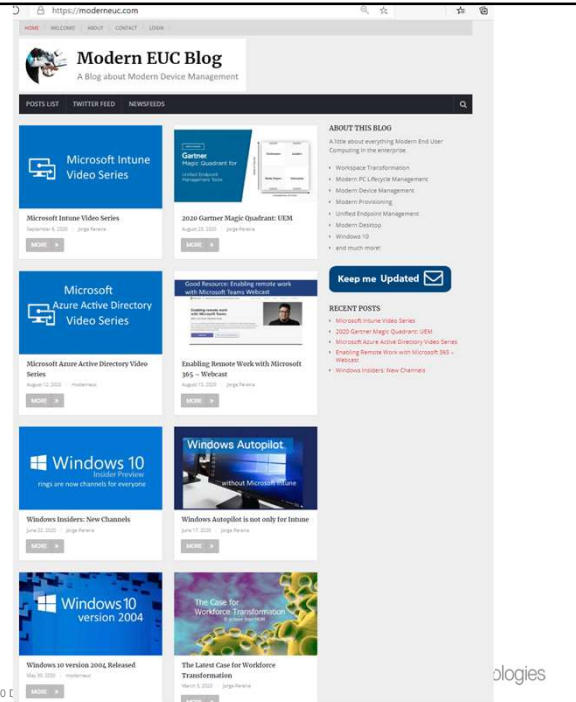 https://moderneuc.com
HOME WELCOME ABOUT CONTACT LOGIN
Modern EUC Blog
A Blog about Modern Device Management
POSTS LIST TWITTER FEED NEWSFEEDS
Microsoft Intune
Video Series
Microsoft Intune Video Series
September 6, 2020 Jorge Pereira
MORE »
Gartner
Magic Quadrant for
Unified Endpoint
Management Tools
2020 Gartner Magic Quadrant: UEM
August 23, 2020 Jorge Pereira
MORE »
Microsoft
Azure Active Directory
Video Series
Microsoft Azure Active Directory Video
Series
August 12, 2020 moderneuc
MORE »
Good Resource: Enabling remote work
with Microsoft Teams Webcast
Enabling Remote Work with Microsoft
365 – Webcast
August 10, 2020 Jorge Pereira
MORE »
Windows 10
Insider Preview
rings are now channels for everyone
Windows Insiders: New Channels
June 22, 2020 Jorge Pereira
MORE »
Windows Autopilot
without Microsoft Intune
Windows Autopilot is not only for Intune
June 17, 2020 Jorge Pereira
MORE »
Windows 10
version 2004
Windows 10 version 2004 Released
May 30, 2020 moderneuc
MORE »
The Case for
Workforce Transformation
The Latest Case for Workforce
Transformation
March 5, 2020 Jorge Pereira
MORE »
ABOUT THIS BLOG
A little about everything Modern End User
Computing in the enterprise.
Workspace Transformation
Modern PC Lifecycle Management
Modern Device Management
Modern Provisioning
Unified Endpoint Management
Modern Desktop
Windows 10
and much more!
Keep me Updated
RECENT POSTS
Microsoft Intune Video Series
2020 Gartner Magic Quadrant: UEM
Microsoft Azure Active Directory Video Series
Enabling Remote Work with Microsoft 365 –
Webcast
Windows Insiders: New Channels
ologies